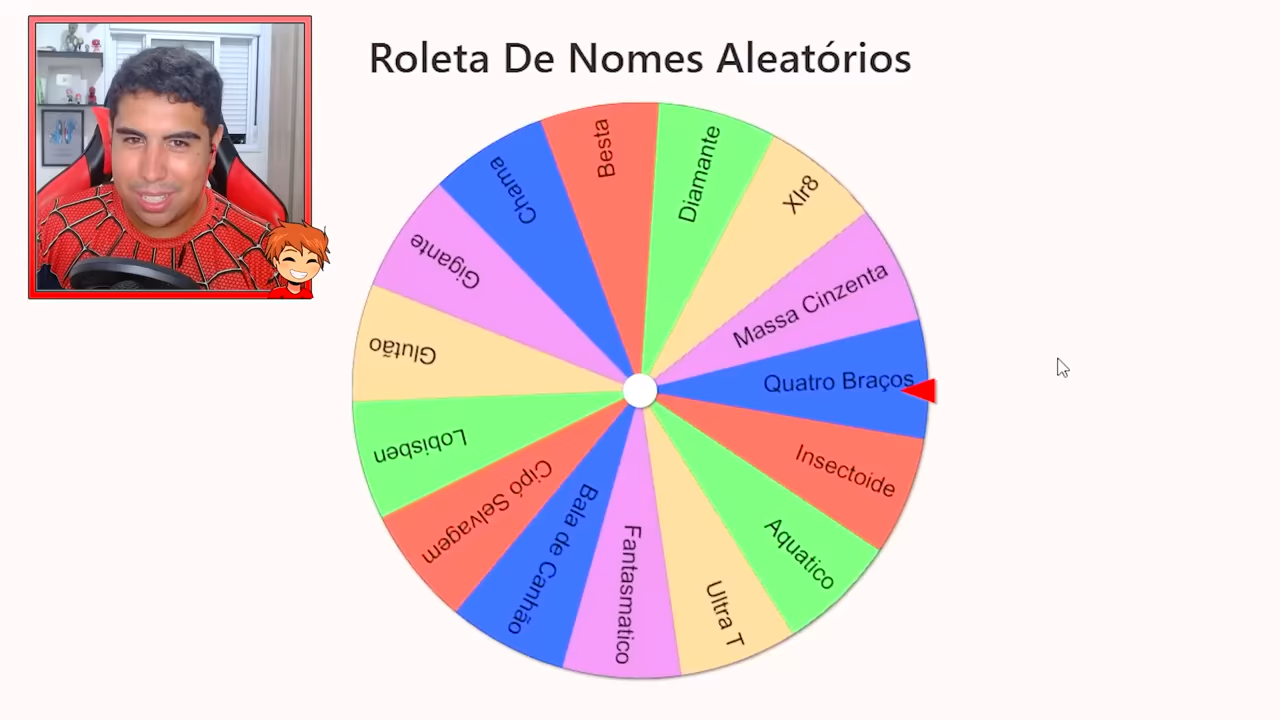 Roleta De Nomes Aleatórios
Besta
Diamante
Xlr8
Massa Cinzenta
Quatro Braços
Insectoide
Aquatico
Ultra T
Fantasmatico
Bala de Canhão
Cipó Selvagem
Lobisben
Glutão
Gigante
Chama